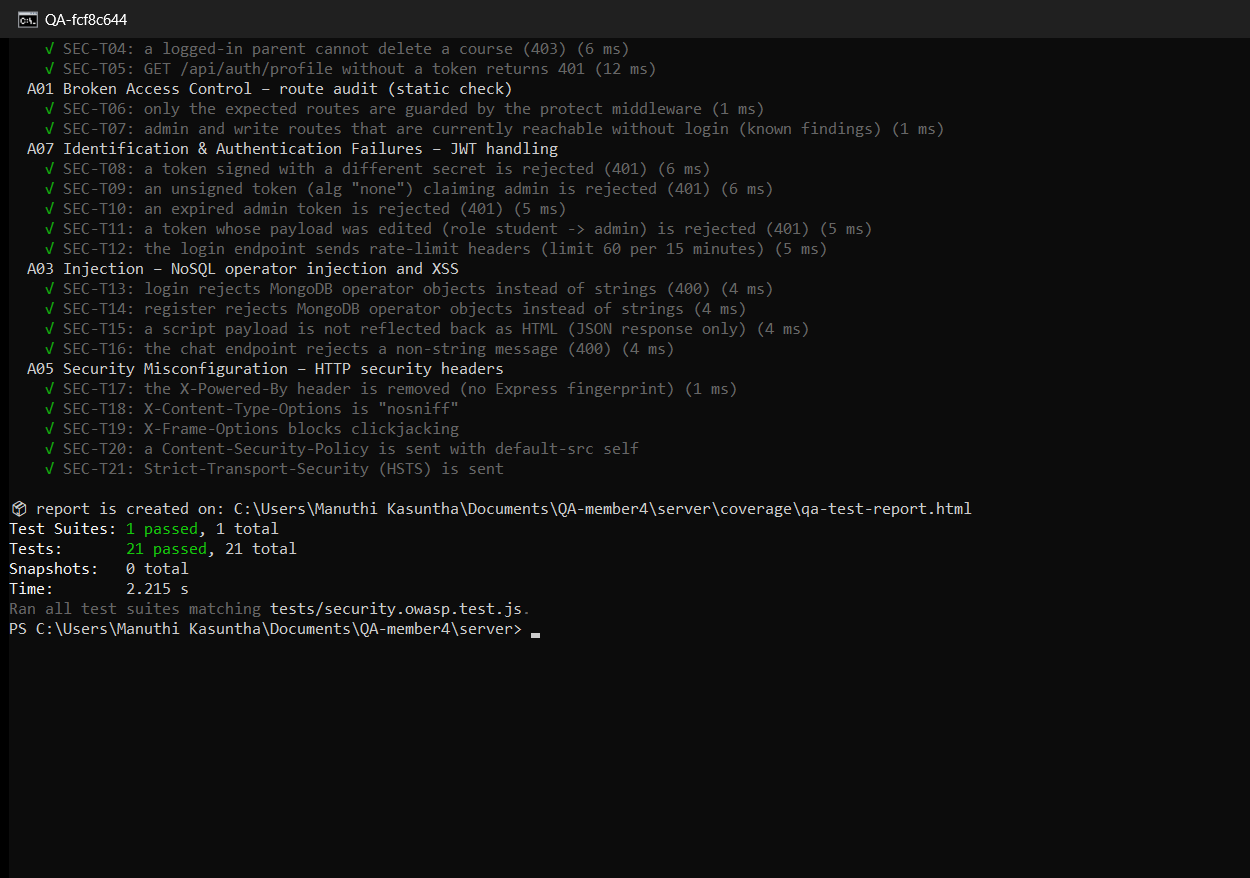 QA-fcf8c644
√ SEC-T04: a logged-in parent cannot delete a course (403) (6 ms)
√ SEC-T05: GET /api/auth/profile without a token returns 401 (12 ms)
A01 Broken Access Control – route audit (static check)
√ SEC-T06: only the expected routes are guarded by the protect middleware (1 ms)
√ SEC-T07: admin and write routes that are currently reachable without login (known findings) (1 ms)
A07 Identification & Authentication Failures – JWT handling
√ SEC-T08: a token signed with a different secret is rejected (401) (6 ms)
√ SEC-T09: an unsigned token (alg "none") claiming admin is rejected (401) (6 ms)
√ SEC-T10: an expired admin token is rejected (401) (5 ms)
√ SEC-T11: a token whose payload was edited (role student -> admin) is rejected (401) (5 ms)
√ SEC-T12: the login endpoint sends rate-limit headers (limit 60 per 15 minutes) (5 ms)
A03 Injection – NoSQL operator injection and XSS
√ SEC-T13: login rejects MongoDB operator objects instead of strings (400) (4 ms)
√ SEC-T14: register rejects MongoDB operator objects instead of strings (4 ms)
√ SEC-T15: a script payload is not reflected back as HTML (JSON response only) (4 ms)
√ SEC-T16: the chat endpoint rejects a non-string message (400) (4 ms)
A05 Security Misconfiguration – HTTP security headers
√ SEC-T17: the X-Powered-By header is removed (no Express fingerprint) (1 ms)
√ SEC-T18: X-Content-Type-Options is "nosniff"
√ SEC-T19: X-Frame-Options blocks clickjacking
√ SEC-T20: a Content-Security-Policy is sent with default-src self
√ SEC-T21: Strict-Transport-Security (HSTS) is sent
📦 report is created on: C:\Users\Manuthi Kasuntha\Documents\QA-member4\server\coverage\qa-test-report.html
Test Suites: 1 passed, 1 total
Tests: 21 passed, 21 total
Snapshots: 0 total
Time: 2.215 s
Ran all test suites matching tests/security.owasp.test.js.
PS C:\Users\Manuthi Kasuntha\Documents\QA-member4\server>